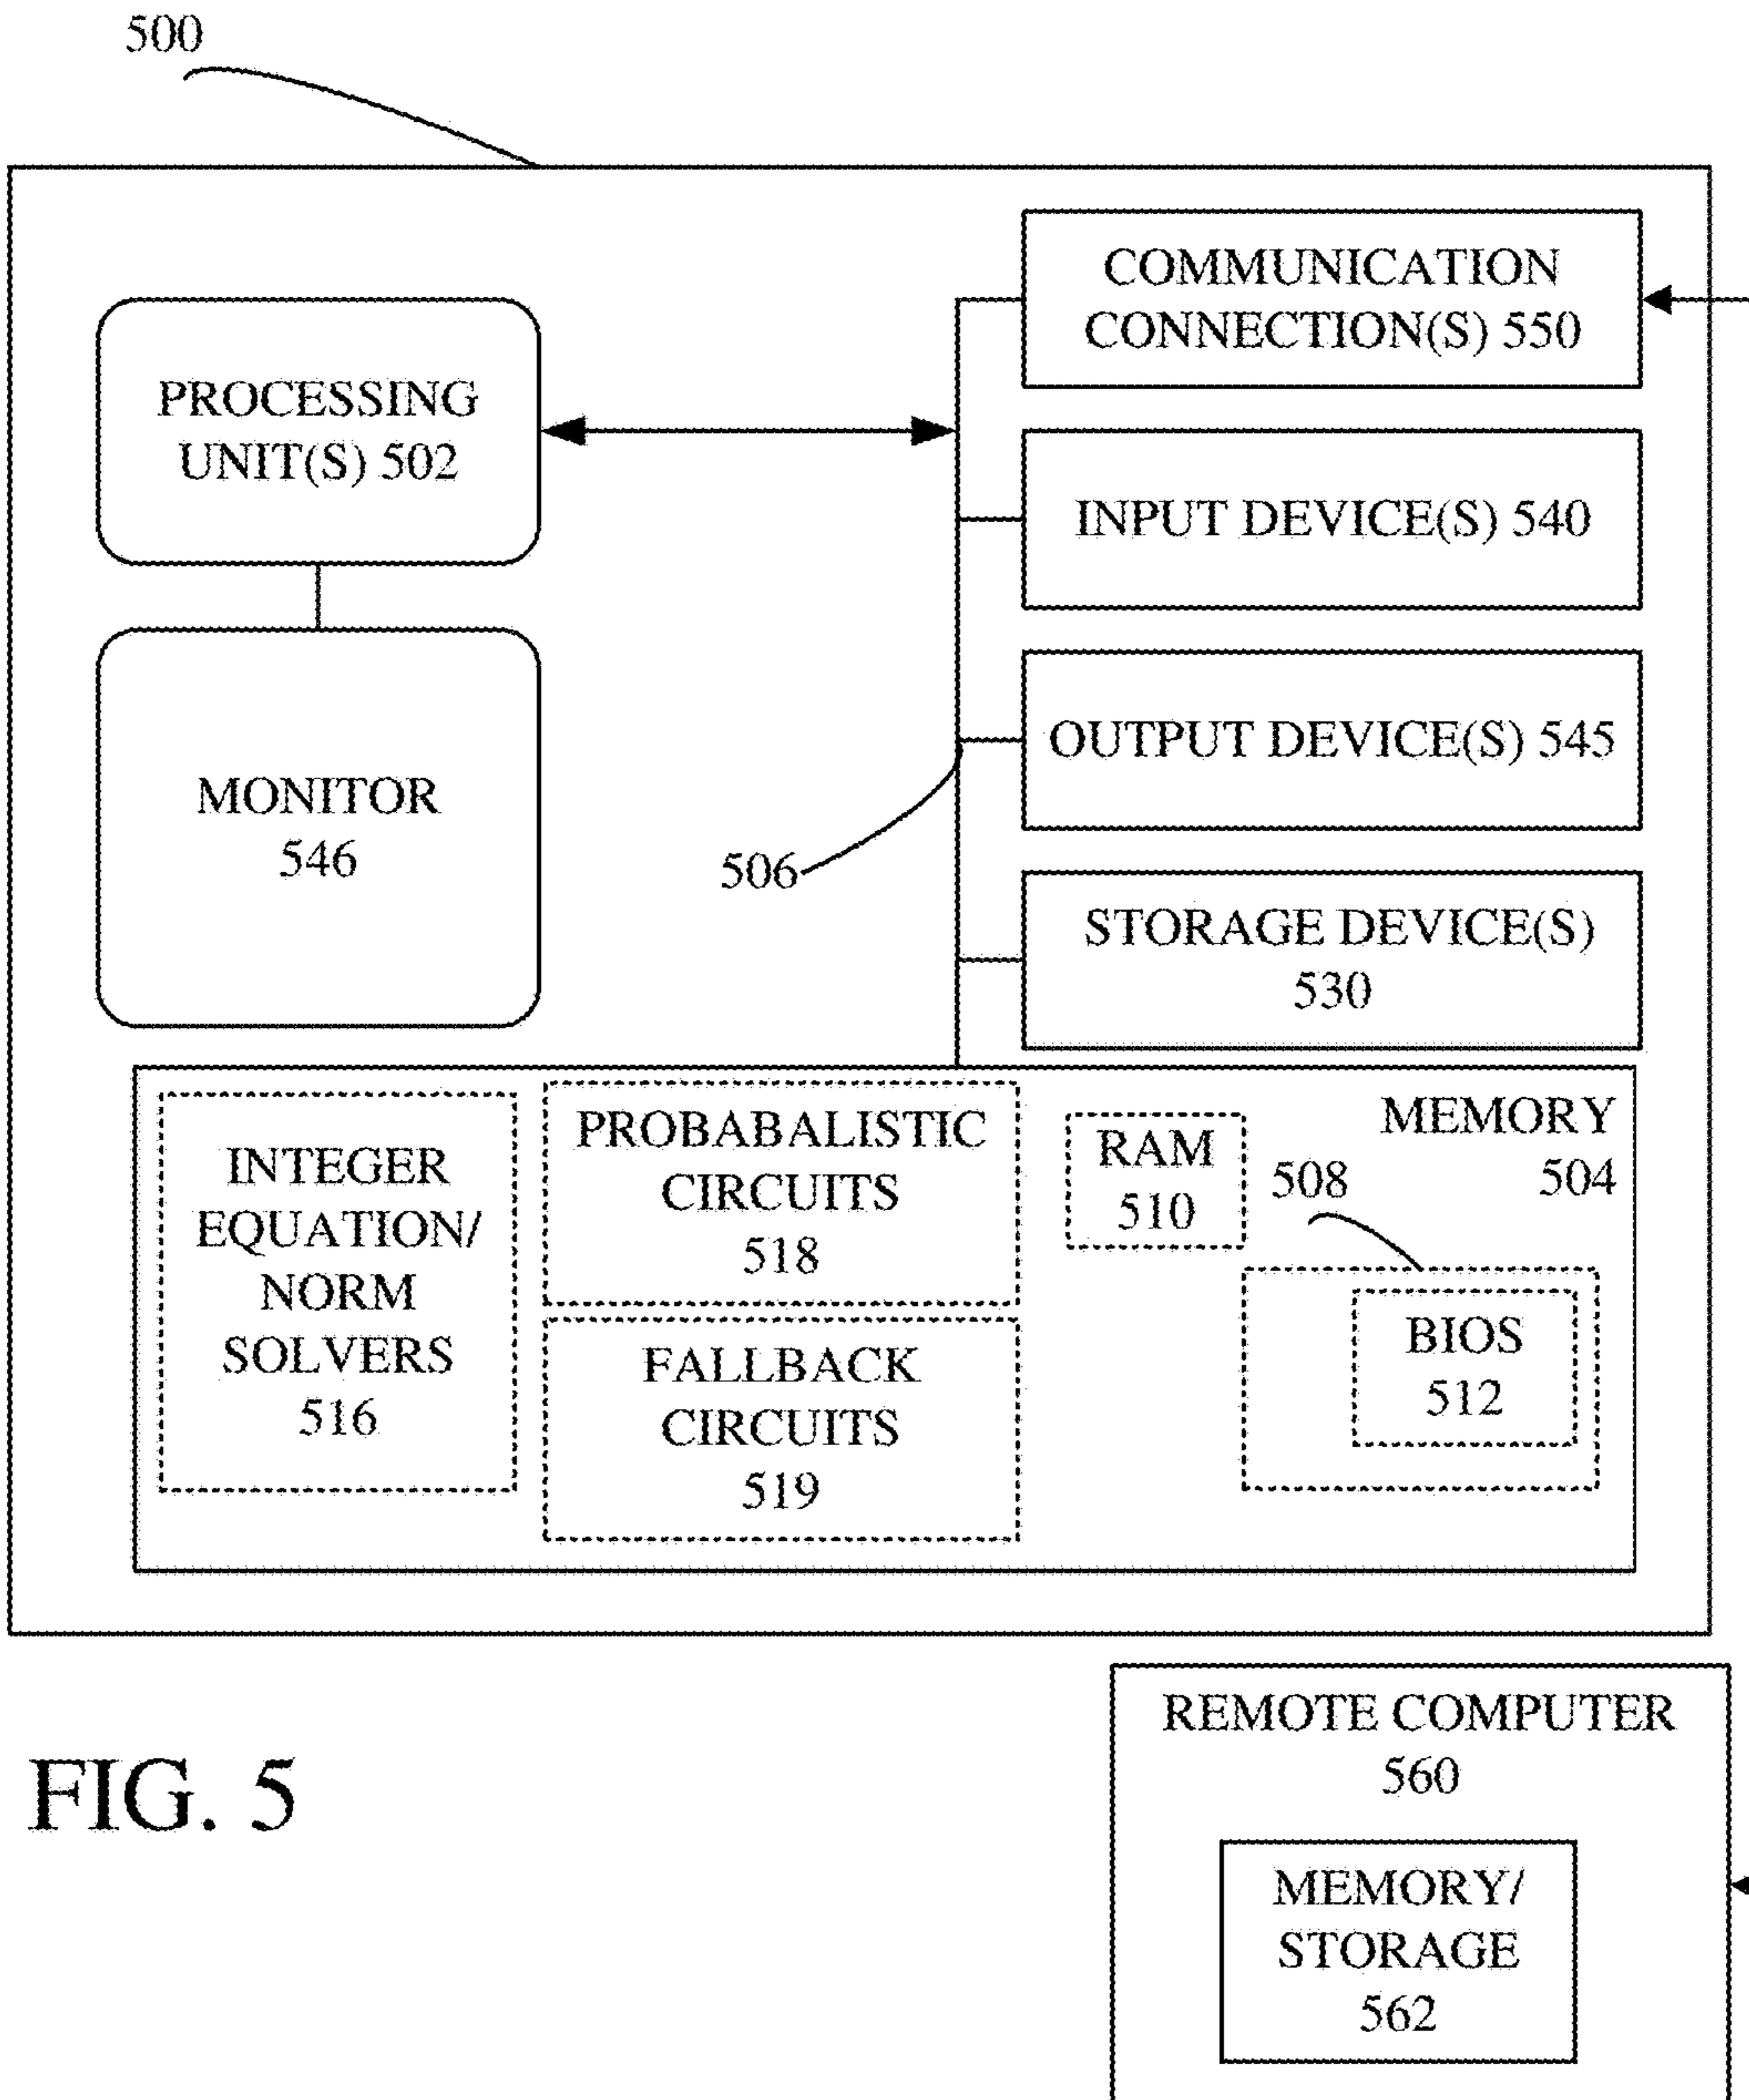 500
COMMUNICATION
CONNECTION(S) 550
PROCESSING
UNIT(S) 502
INPUT DEVICE(S) 540
OUTPUT DEVICE(S) 545
MONITOR
546
506
STORAGE DEVICE(S)
530
INTEGER
EQUATION/
NORM
SOLVERS
516
PROBABALISTIC
CIRCUITS
518
FALLBACK
CIRCUITS
519
RAM
510
MEMORY
504
508
BIOS
512
REMOTE COMPUTER
560
MEMORY/
STORAGE
562
FIG. 5